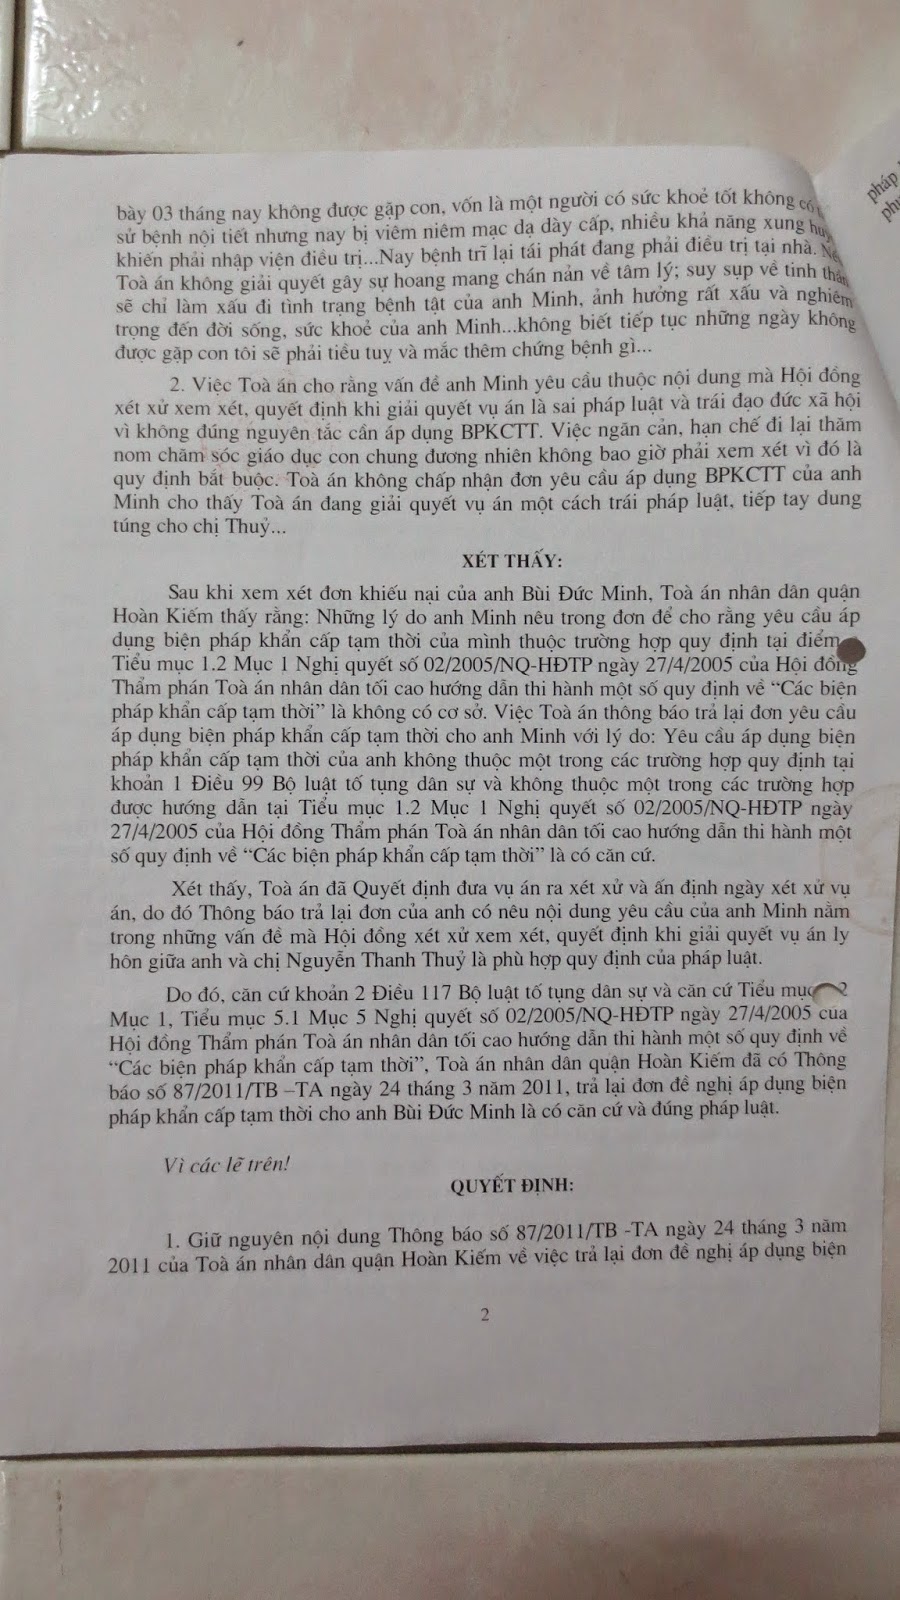 bày 03 tháng nay không được gặp con, vốn là một người có sức khoẻ tốt không có
sử bệnh nội tiết nhưng nay bị viêm niêm mạc dạ dày cấp, nhiều khả năng xung
khiến phải nhập viện điều trị...Nay bệnh trĩ lại tái phát đang phải điều trị tại nhà.
Toà án không giải quyết gây sự hoang mang chán nản về tâm lý; suy sụp về tinh thần
sẽ chỉ làm xấu đi tình trạng bệnh tật của anh Minh, ảnh hưởng rất xấu và nghiêm
trọng đến đời sống, sức khoẻ của anh Minh...không biết tiếp tục những ngày không
được gặp con tôi sẽ phải tiều tuỵ và mắc thêm chứng bệnh gì...
2. Việc Toà án cho rằng vấn đề anh Minh yêu cầu thuộc nội dung mà Hội đồng
xét xử xem xét, quyết định khi giải quyết vụ án là sai pháp luật và trái đạo đức xã hội
vì không đúng nguyên tắc cần áp dụng BPKCTT. Việc ngăn cản, hạn chế đi lại thăm
nom chăm sóc giáo dục con chung đương nhiên không bao giờ phải xem xét vì đó là
quy định bắt buộc. Toà án không chấp nhận đơn yêu cầu áp dụng BPKCTT của anh
Minh cho thấy Toà án đang giải quyết vụ án một cách trái pháp luật, tiếp tay dung
túng cho chị Thuỷ...
XÉT THẤY:
Sau khi xem xét đơn khiếu nại của anh Bùi Đức Minh, Toà án nhân dân quận
Hoàn Kiếm thấy rằng: Những lý do anh Minh nêu trong đơn để cho rằng yêu cầu áp
dụng biện pháp khẩn cấp tạm thời của mình thuộc trường hợp quy định tại điểm
Tiểu mục 1.2 Mục 1 Nghị quyết số 02/2005/NQ-HĐTP ngày 27/4/2005 của Hội đồng
Thẩm phán Toà án nhân dân tối cao hướng dẫn thi hành một số quy định về “Các biện
pháp khẩn cấp tạm thời” là không có cơ sở. Việc Toà án thông báo trả lại đơn yêu cầu
áp dụng biện pháp khẩn cấp tạm thời cho anh Minh với lý do: Yêu cầu áp dụng biện
pháp khẩn cấp tạm thời của anh không thuộc một trong các trường hợp quy định tại
khoản 1 Điều 99 Bộ luật tố tụng dân sự và không thuộc một trong các trường hợp
được hướng dẫn tại Tiểu mục 1.2 Mục 1 Nghị quyết số 02/2005/NQ-HĐTP ngày
27/4/2005 của Hội đồng Thẩm phán Toà án nhân dân tối cao hướng dẫn thi hành một
số quy định về “Các biện pháp khẩn cấp tạm thời” là có căn cứ.
Xét thấy, Toà án đã Quyết định đưa vụ án ra xét xử và ấn định ngày xét xử vụ
án, do đó Thông báo trả lại đơn của anh có nêu nội dung yêu cầu của anh Minh nằm
trong những vấn đề mà Hội đồng xét xử xem xét, quyết định khi giải quyết vụ án ly
hôn giữa anh và chị Nguyễn Thanh Thuỷ là phù hợp quy định của pháp luật.
Do đó, căn cứ khoản 2 Điều 117 Bộ luật tố tụng dân sự và căn cứ Tiểu mục
Mục 1, Tiểu mục 5.1 Mục 5 Nghị quyết số 02/2005/NQ-HĐTP ngày 27/4/2005 của
Hội đồng Thẩm phán Toà án nhân dân tối cao hướng dẫn thi hành một số quy định về
“Các biện pháp khẩn cấp tạm thời”, Toà án nhân dân quận Hoàn Kiếm đã có Thông
báo số 87/2011/TB –TA ngày 24 tháng 3 năm 2011, trả lại đơn đề nghị áp dụng biện
pháp khẩn cấp tạm thời cho anh Bùi Đức Minh là có căn cứ và đúng pháp luật.
Vì các lẽ trên!
QUYẾT ĐỊNH:
1. Giữ nguyên nội dung Thông báo số 87/2011/TB -TA ngày 24 tháng 3 năm
2011 của Toà án nhân dân quận Hoàn Kiếm về việc trả lại đơn đề nghị áp dụng biện
2
pháp